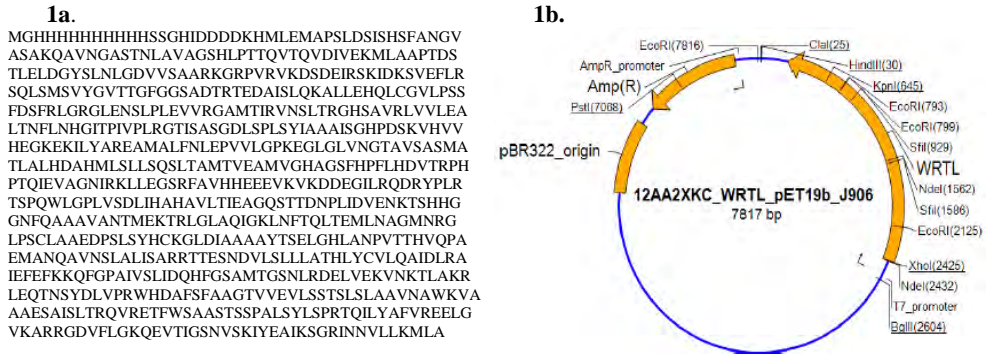 1a.
MGHHHHHHHHHHSSGHIDDDDKHMLEMAPSLDSISHSFANGV
ASAKQAVNGASTNLAVAGSHLPTTQVTQVDIVEKMLAAPTDS
TLELDGYSLNLGDVVSAARKGRPVRVKDSDEIRSKIDKSVEFLR
SQLSMSVYGVTTGFGGSADTRTEDAISLQKALLEHQLCGVLPSS
FDSFRLGRGLENSLPLEVVRGAMTIRVNSLTRGHSAVRLVVLEA
LTNFLNHGITPIVPLRGTISASGDLSPLSYIAAAISGHPDSKVHVV
HEGKEKILYAREAMALFNLEPVVLGPKEGLGLVNGTAVSASMA
TLALHDAHMLSLLSQSLTAMTVEAMVGHAGSFHPFLHDVTRPH
PTQIEVAGNIRKLLEGSRFAVHHEEEVKVKDDEGILRQDRYPLR
TSPQWLGPLVSDLIHAHAVLTIEAGQSTTDNPLIDVENKTSHHG
GNFQAAAVANTMEKTRLGLAQIGKLNFTQLTEMLNAGMNRG
LPSCLAAEDPSLSYHCKGLDIAAAAYTSELGHLANPVTTHVQPA
EMANQAVNSLALISARRTTESNDVLSLLLATHLYCVLQAIDLRA
IEFEFKKQFGPAIVSLIDQHFGSAMTGSNLRDELVEKVNKTLAKR
LEQTNSYDLVPRWHDAFSFAAGTVVEVLSSTSLSLAAVNAWKVA
AAESAISLTRQVRETFWSAASTSSPALSYLSPRTQILYAFVREELG
VKARRGDVFLGKQEVTIGSNVSKIYEAIKSGRINNVLLKMLA
1b.
EcoRI(7816)
ClaI(25)
AmpR_promoter
HindIII(30)
Amp(R)
KpnI(645)
PstI(7068)
EcoRI(793)
EcoRI(799)
SfiI(929)
pBR322_origin
WRTL
12AA2XKC_WRTL_pET19b_J906
NdeI(1562)
7817 bp
SfiI(1586)
EcoRI(2125)
XhoI(2425)
NdeI(2432)
T7_promoter
BglII(2604)